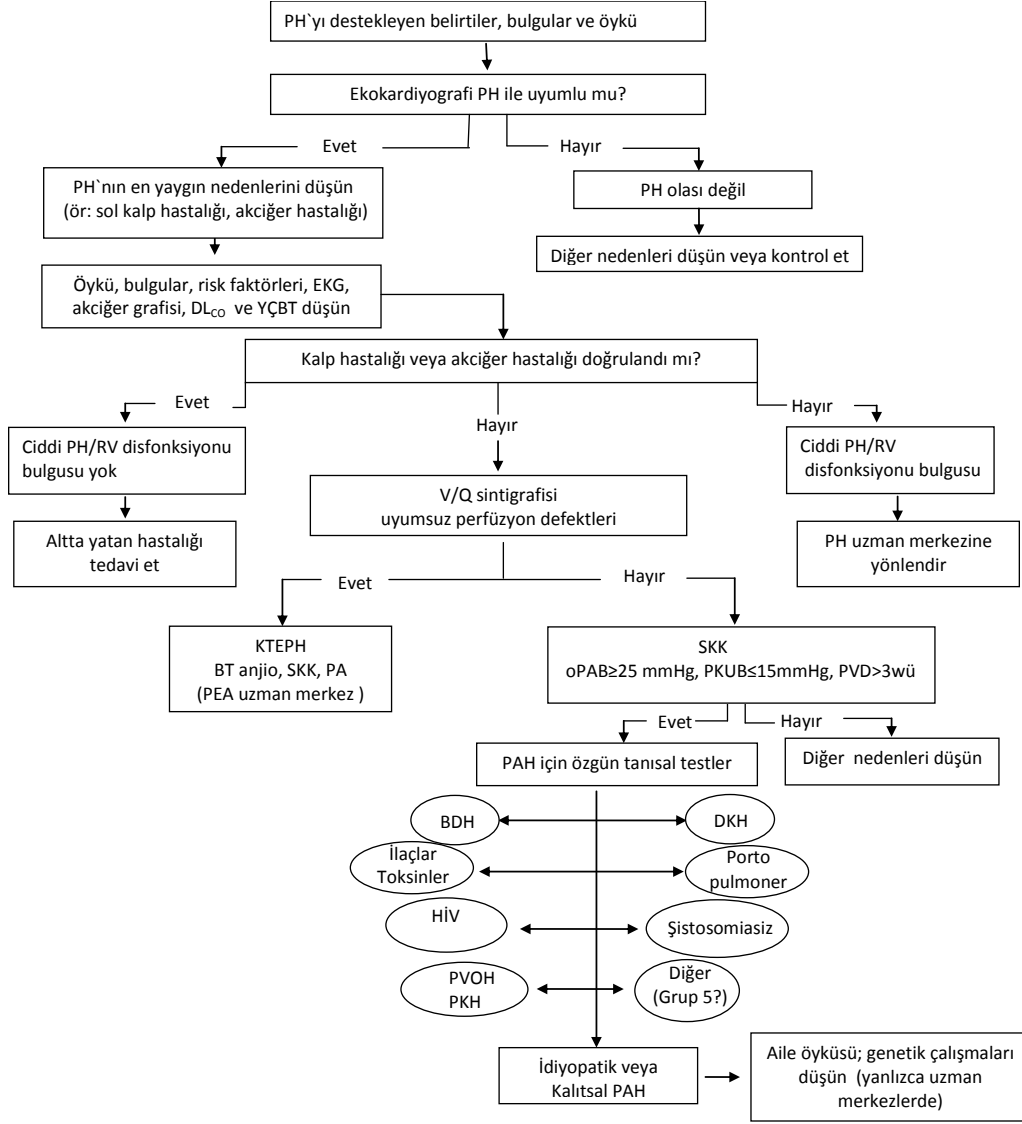 PH`yı destekleyen belirtiler, bulgular ve öykü
Ekokardiyografi PH ile uyumlu mu?
Evet
Hayır
PH`nın en yaygın nedenlerini düşün
(ör: sol kalp hastalığı, akciğer hastalığı)
PH olası değil
Diğer nedenleri düşün veya kontrol et
Öykü, bulgular, risk faktörleri, EKG,
akciğer grafisi, DLCO ve YÇBT düşün
Kalp hastalığı veya akciğer hastalığı doğrulandı mı?
Evet
Hayır
Hayır
Ciddi PH/RV disfonksiyonu
bulgusu yok
V/Q sintigrafisi
uyumsuz perfüzyon defektleri
Ciddi PH/RV
disfonksiyonu bulgusu
Altta yatan hastalığı
tedavi et
PH uzman merkezine
yönlendir
Evet
Hayır
KTEPH
BT anjio, SKK, PA
(PEA uzman merkez )
SKK
oPAB≥25 mmHg, PKUB≤15mmHg, PVD>3wü
Evet
Hayır
PAH için özgün tanısal testler
Diğer nedenleri düşün
BDH
DKH
İlaçlar
Toksinler
Porto
pulmoner
HİV
Şistosomiasiz
PVOH
PKH
Diğer
(Grup 5?)
İdiyopatik veya
Kalıtsal PAH
Aile öyküsü; genetik çalışmaları
düşün (yanlızca uzman
merkezlerde)